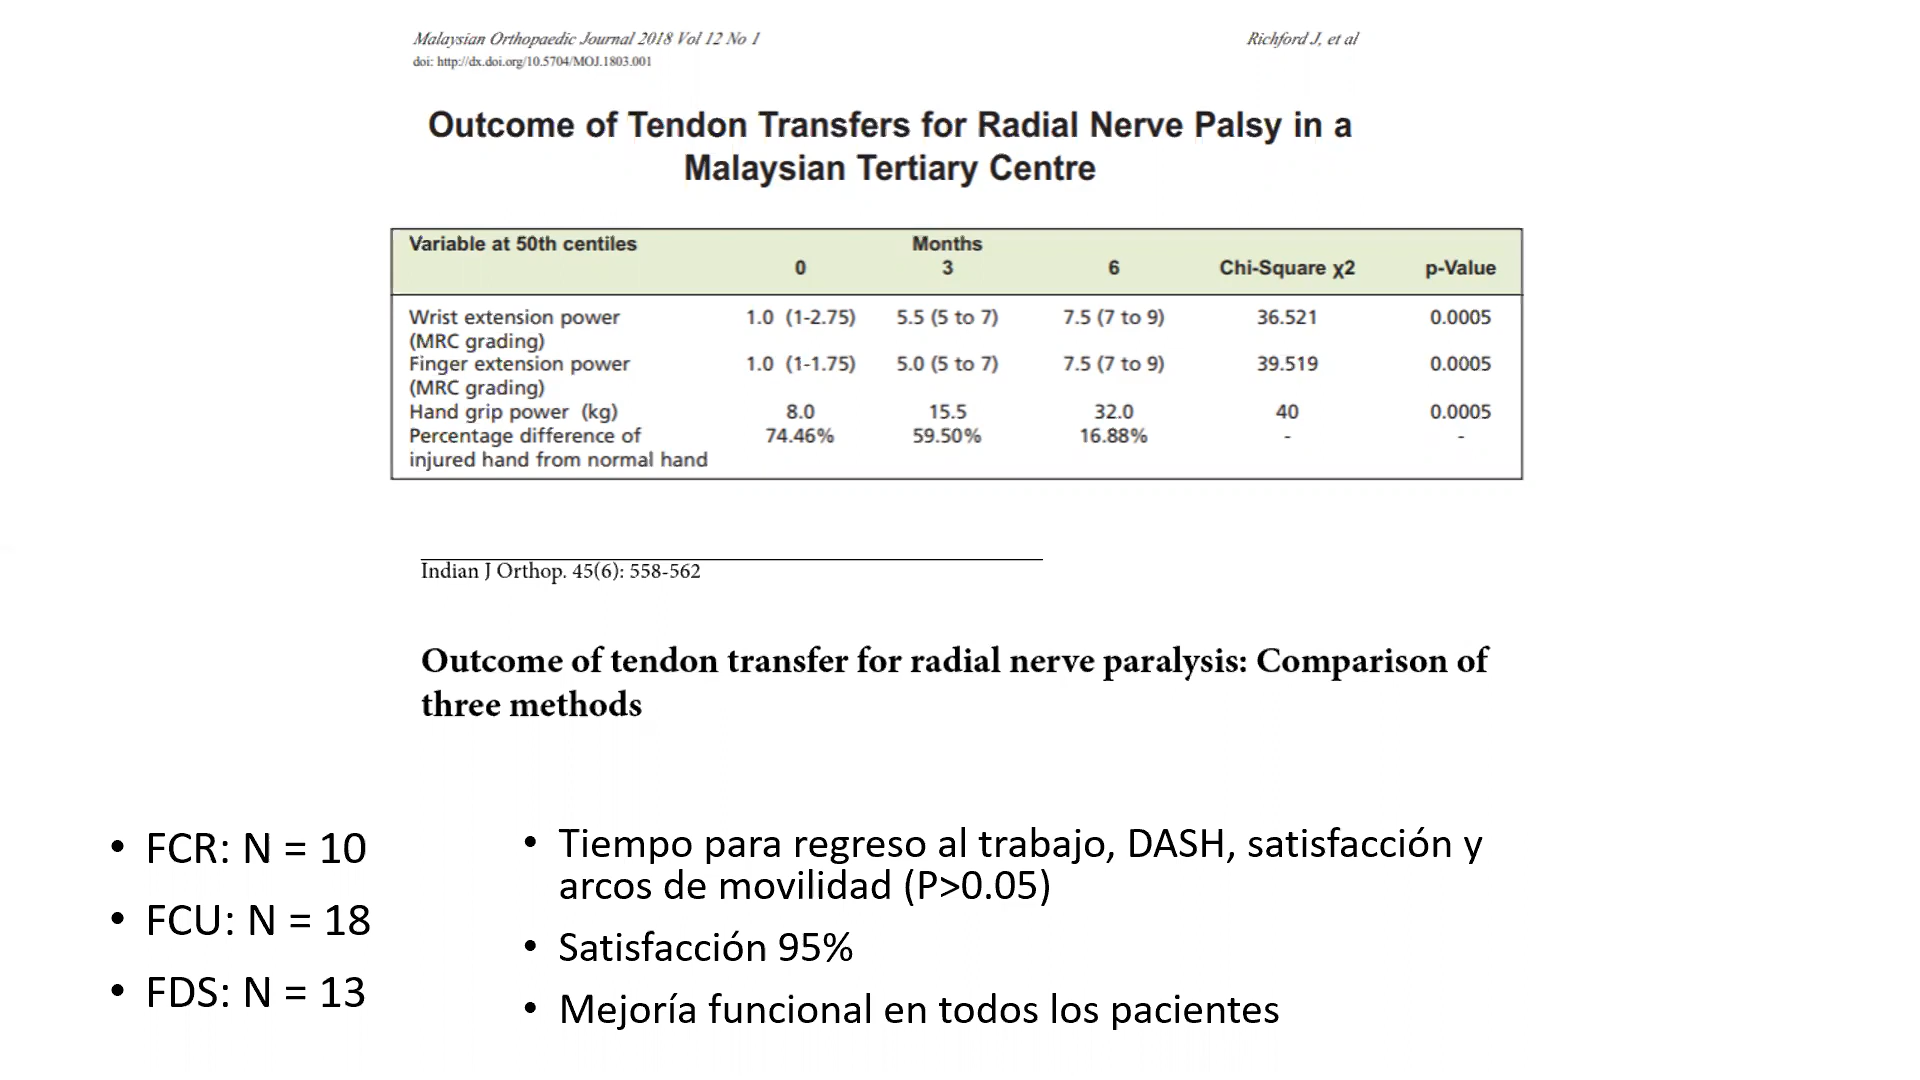 Malaysian Orthopaedic Journal 2018 Vol 12 No 1 Richford J, et al
doi: http://dx.doi.org/10.5704/MOJ.1803.001
Outcome of Tendon Transfers for Radial Nerve Palsy in a
Malaysian Tertiary Centre
Variable at 50th centiles Months
0 3 6 Chi-Square χ2 p-Value
Wrist extension power 1.0 (1-2.75) 5.5 (5 to 7) 7.5 (7 to 9) 36.521 0.0005
(MRC grading)
Finger extension power 1.0 (1-1.75) 5.0 (5 to 7) 7.5 (7 to 9) 39.519 0.0005
(MRC grading)
Hand grip power (kg) 8.0 15.5 32.0 40 0.0005
Percentage difference of 74.46% 59.50% 16.88% - -
injured hand from normal hand
Indian J Orthop. 45(6): 558-562
Outcome of tendon transfer for radial nerve paralysis: Comparison of
three methods
• FCR: N = 10
• FCU: N = 18
• FDS: N = 13
• Tiempo para regreso al trabajo, DASH, satisfacción y
arcos de movilidad (P>0.05)
• Satisfacción 95%
• Mejoría funcional en todos los pacientes